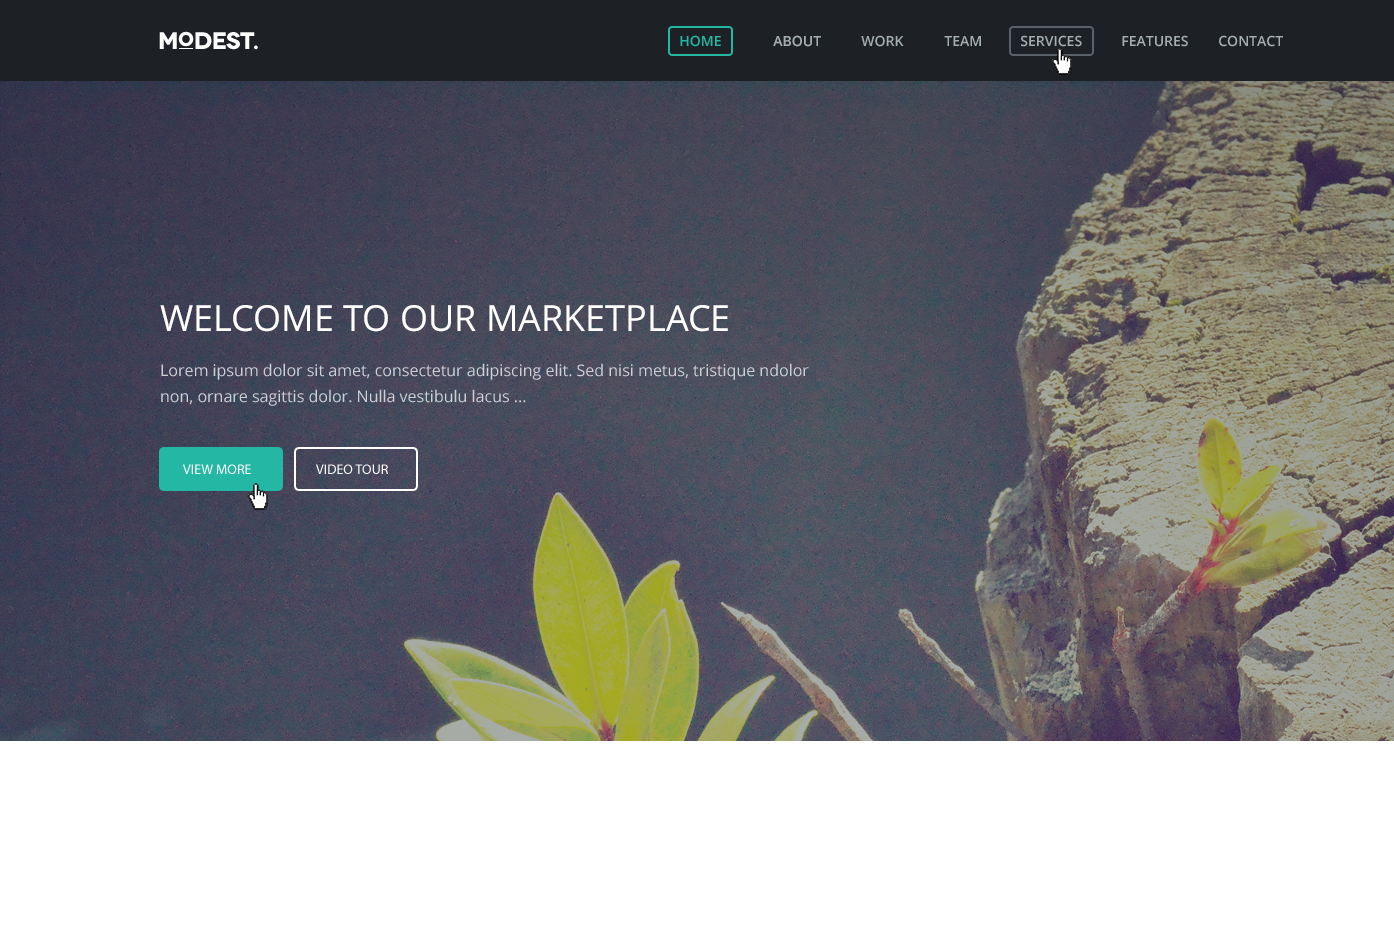 MODEST.
HOME ABOUT WORK TEAM SERVICES FEATURES CONTACT
WELCOME TO OUR MARKETPLACE
Lorem ipsum dolor sit amet, consectetur adipiscing elit. Sed nisi metus, tristique ndolor
non, ornare sagittis dolor. Nulla vestibulu lacus ...
VIEW MORE VIDEO TOUR